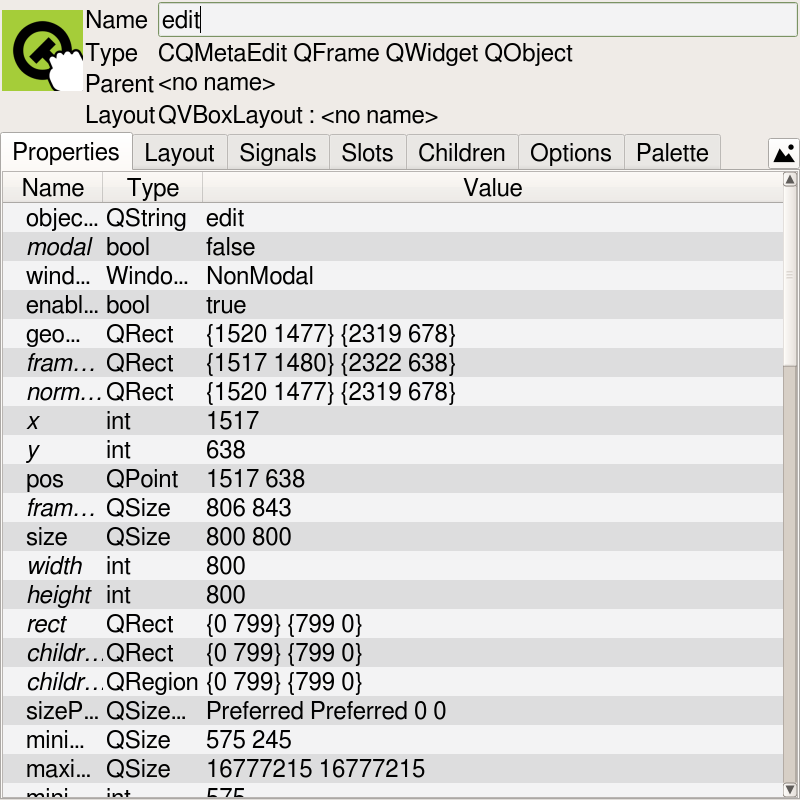 Name edit
Type CQMetaEdit QFrame QWidget QObject
Parent <no name>
Layout QVBoxLayout : <no name>
Properties Layout Signals Slots Children Options Palette
Name Type Value
objec... QString edit
modal bool false
wind... Windo... NonModal
enabl... bool true
geo... QRect {1520 1477} {2319 678}
fram... QRect {1517 1480} {2322 638}
norm... QRect {1520 1477} {2319 678}
x int 1517
y int 638
pos QPoint 1517 638
fram... QSize 806 843
size QSize 800 800
width int 800
height int 800
rect QRect {0 799} {799 0}
childr... QRect {0 799} {799 0}
childr... QRegion {0 799} {799 0}
sizeP... QSize... Preferred Preferred 0 0
mini... QSize 575 245
maxi... QSize 16777215 16777215
mini... int 575